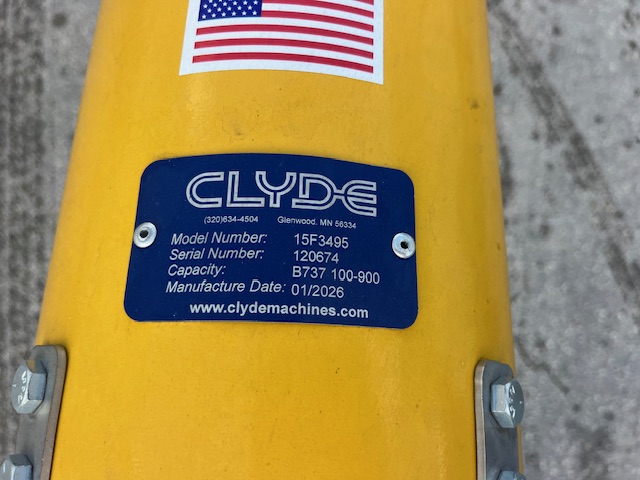 CLYDE
(320)634-4504 Glenwood, MN 56334
Model Number: 15F3495
Serial Number: 120674
Capacity: B737 100-900
Manufacture Date: 01/2026
www.clydemachines.com